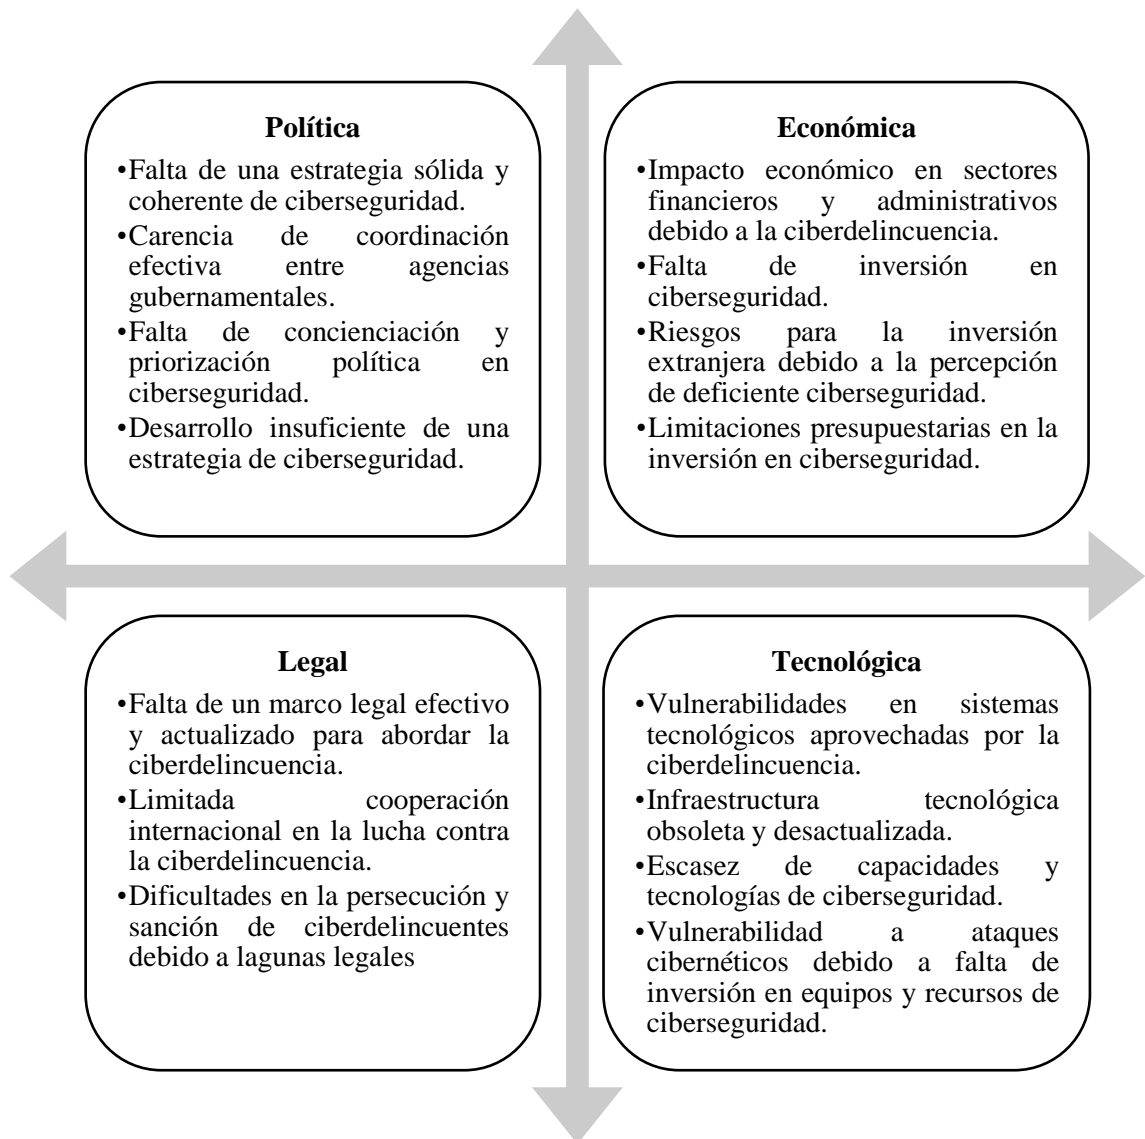 Política
•Falta de una estrategia sólida y
coherente de ciberseguridad.
•Carencia de coordinación
efectiva entre agencias
gubernamentales.
•Falta de concienciación y
priorización política en
ciberseguridad.
•Desarrollo insuficiente de una
estrategia de ciberseguridad.
Económica
•Impacto económico en sectores
financieros y administrativos
debido a la ciberdelincuencia.
•Falta de inversión en
ciberseguridad.
•Riesgos para la inversión
extranjera debido a la percepción
de deficiente ciberseguridad.
•Limitaciones presupuestarias en la
inversión en ciberseguridad.
Legal
•Falta de un marco legal efectivo
y actualizado para abordar la
ciberdelincuencia.
•Limitada cooperación
internacional en la lucha contra
la ciberdelincuencia.
•Dificultades en la persecución y
sanción de ciberdelincuentes
debido a lagunas legales
Tecnológica
•Vulnerabilidades en sistemas
tecnológicos aprovechadas por la
ciberdelincuencia.
•Infraestructura tecnológica
obsoleta y desactualizada.
•Escasez de capacidades y
tecnologías de ciberseguridad.
•Vulnerabilidad a ataques
cibernéticos debido a falta de
inversión en equipos y recursos de
ciberseguridad.